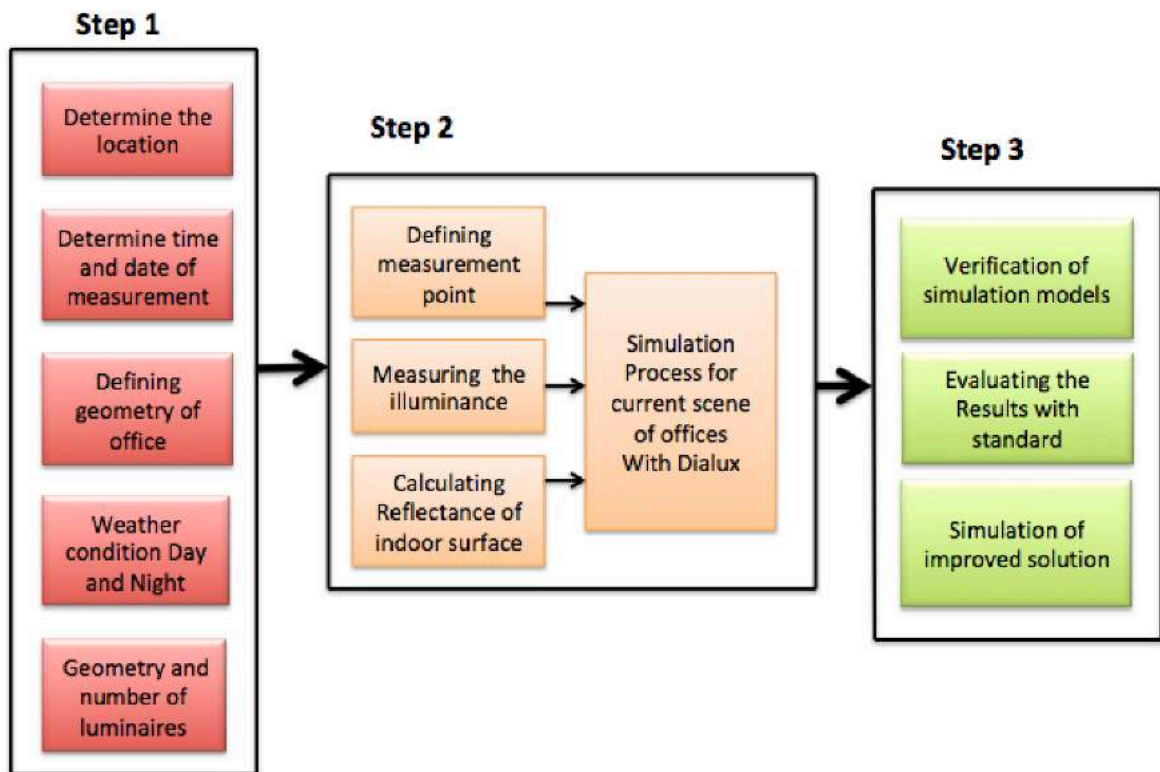 Step 1
Determine the
location
Determine time
and date of
measurement
Defining
geometry of
office
Weather
condition Day
and Night
Geometry and
number of
luminaires
Step 2
Defining
measurement
point
Measuring the
illuminance
Calculating
Reflectance of
indoor surface
Simulation
Process for
current scene
of offices
With Dialux
Step 3
Verification of
simulation models
Evaluating the
Results with
standard
Simulation of
improved solution